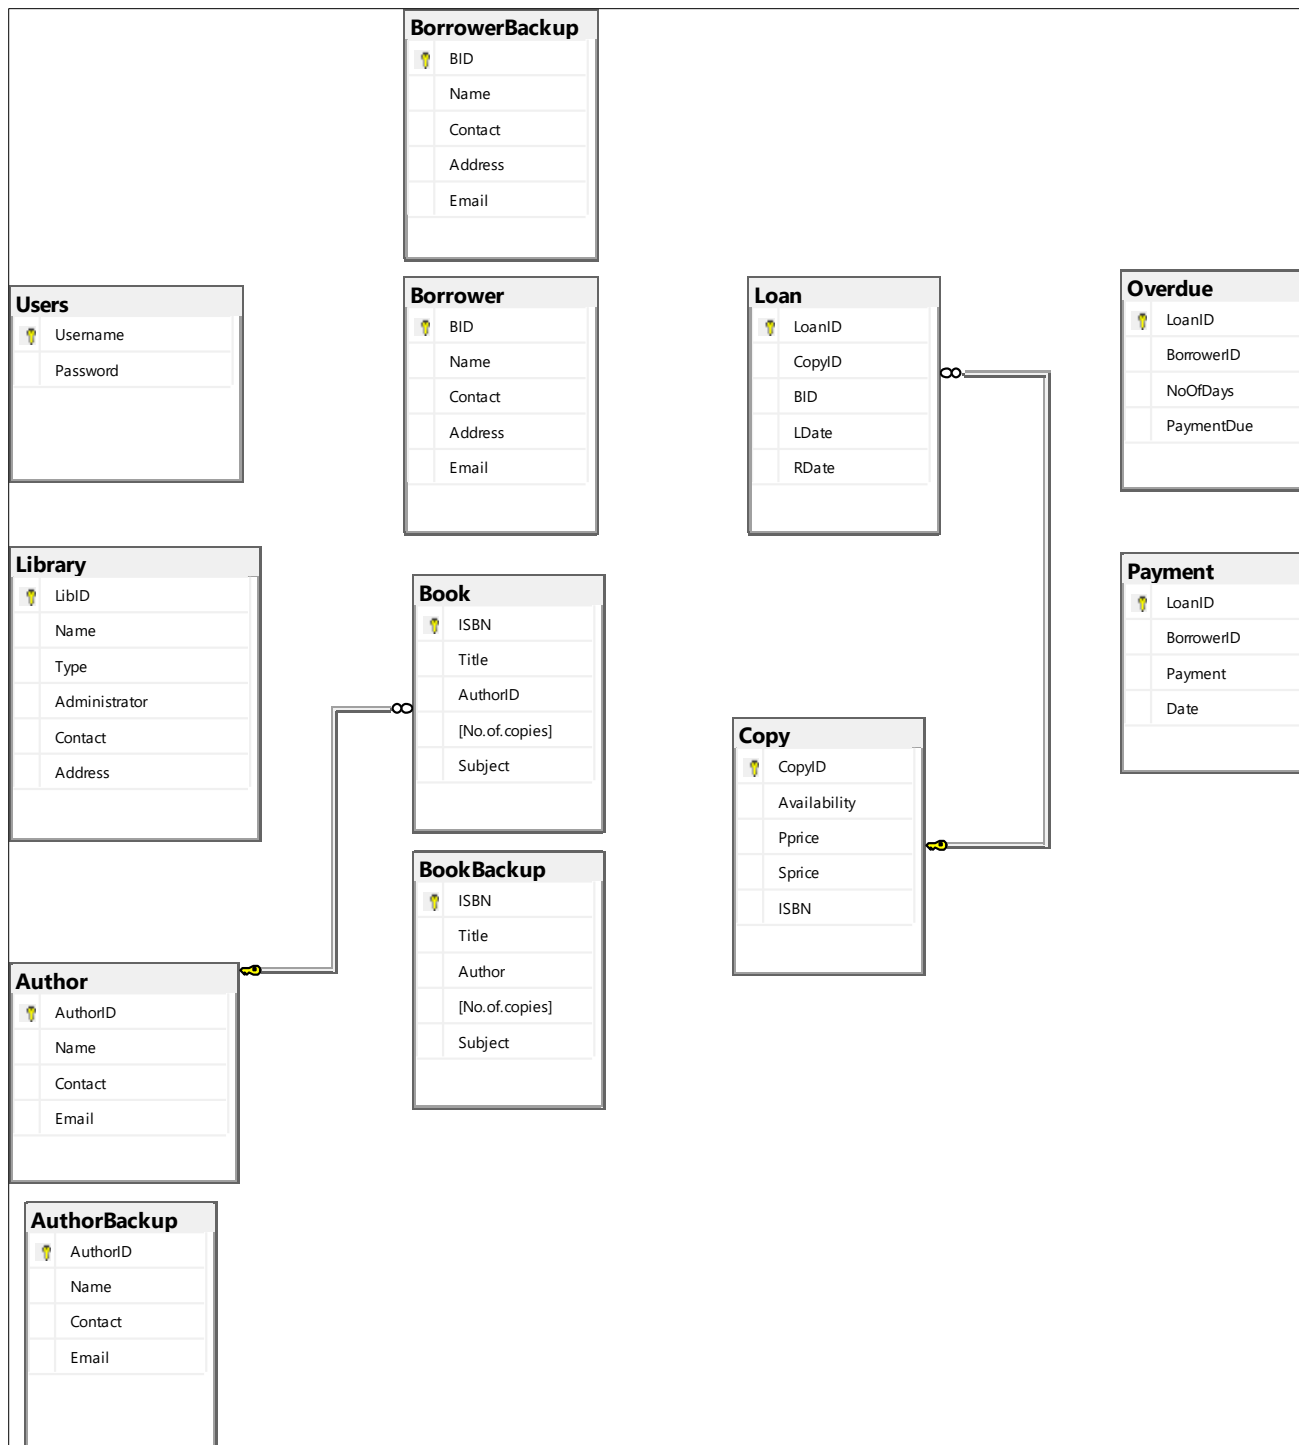 BorrowerBackup
BID
Name
Contact
Address
Email
Users
Username
Password
Borrower
BID
Name
Contact
Address
Email
Loan
LoanID
CopyID
BID
LDate
RDate
Overdue
LoanID
BorrowerID
NoOfDays
PaymentDue
Library
LibID
Name
Type
Administrator
Contact
Address
Book
ISBN
Title
AuthorID
[No.of.copies]
Subject
Payment
LoanID
BorrowerID
Payment
Date
Copy
CopyID
Availability
Pprice
Sprice
ISBN
BookBackup
ISBN
Title
Author
[No.of.copies]
Subject
Author
AuthorID
Name
Contact
Email
AuthorBackup
AuthorID
Name
Contact
Email